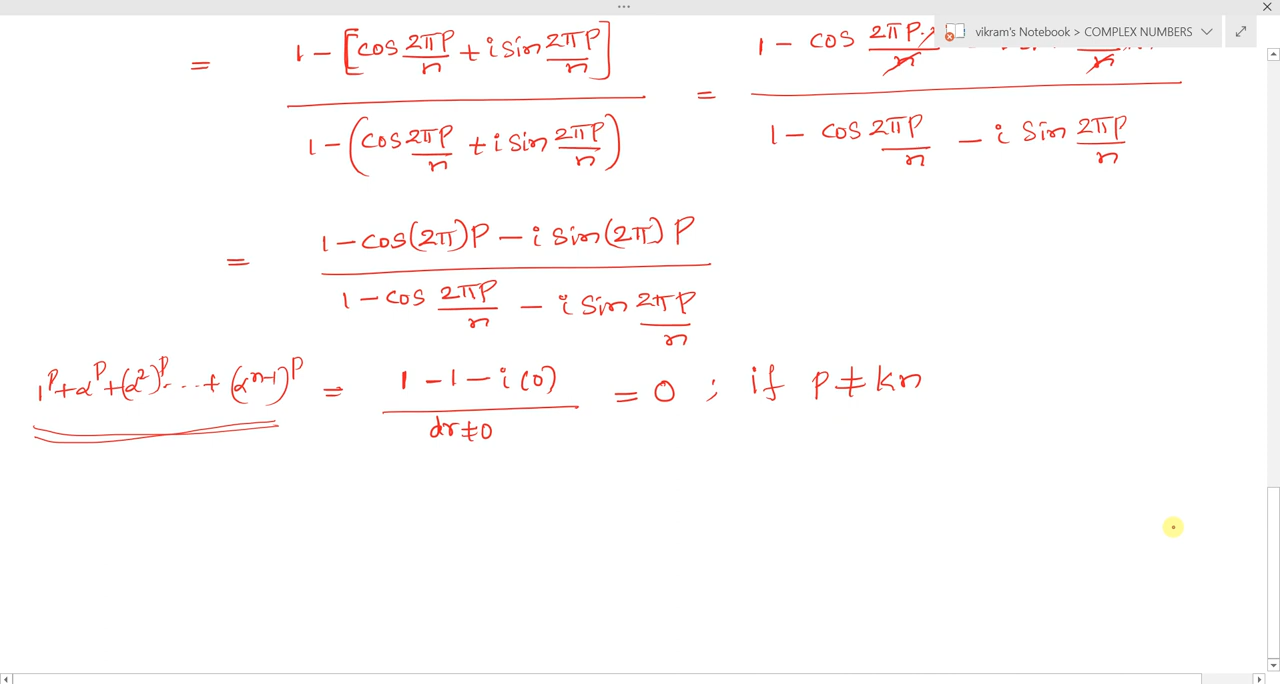 vikram's Notebook > COMPLEX NUMBERS
= 1 - [cos 2πP/n + i sin 2πP/n] / 1 - (cos 2πP/n + i sin 2πP/n) = 1 - cos 2πP/n / 1 - cos 2πP/n - i sin 2πP/n
= 1 - cos(2π)P - i sin(2π)P / 1 - cos 2πP/n - i sin 2πP/n
1^P + α^P + (α²)^P ... + (α^(n-1))^P = 1 - 1 - i(0) / dr ≠ 0 = 0 ; if P ≠ kn